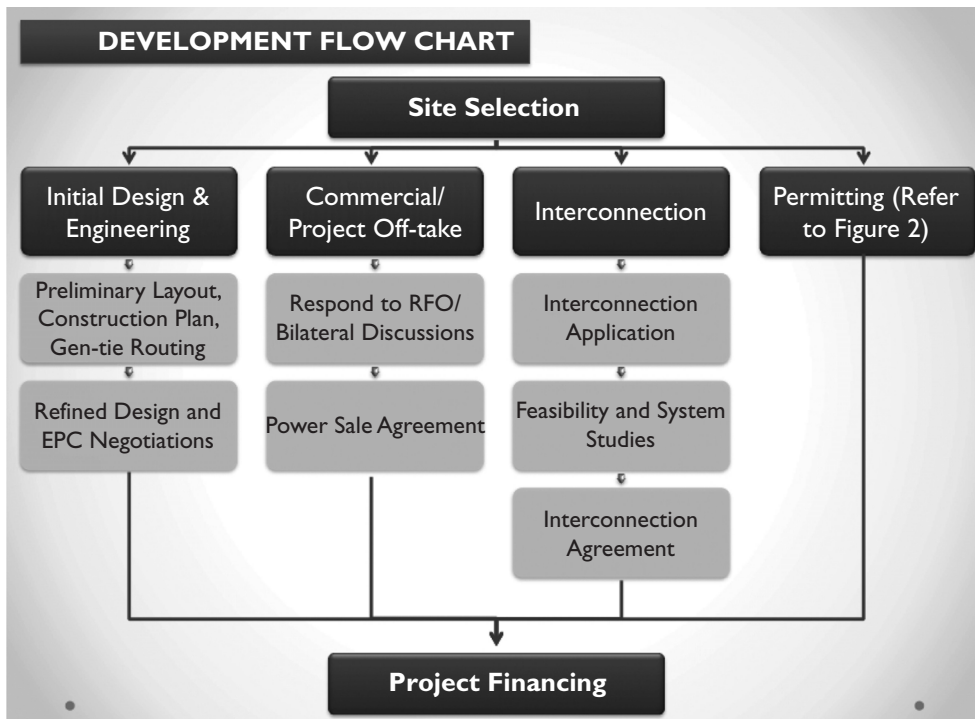 DEVELOPMENT FLOW CHART
Site Selection
Initial Design &
Engineering
Preliminary Layout,
Construction Plan,
Gen-tie Routing
Refined Design and
EPC Negotiations
Commercial/
Project Off-take
Respond to RFO/
Bilateral Discussions
Power Sale Agreement
Interconnection
Interconnection
Application
Feasibility and System
Studies
Interconnection
Agreement
Permitting (Refer
to Figure 2)
Project Financing